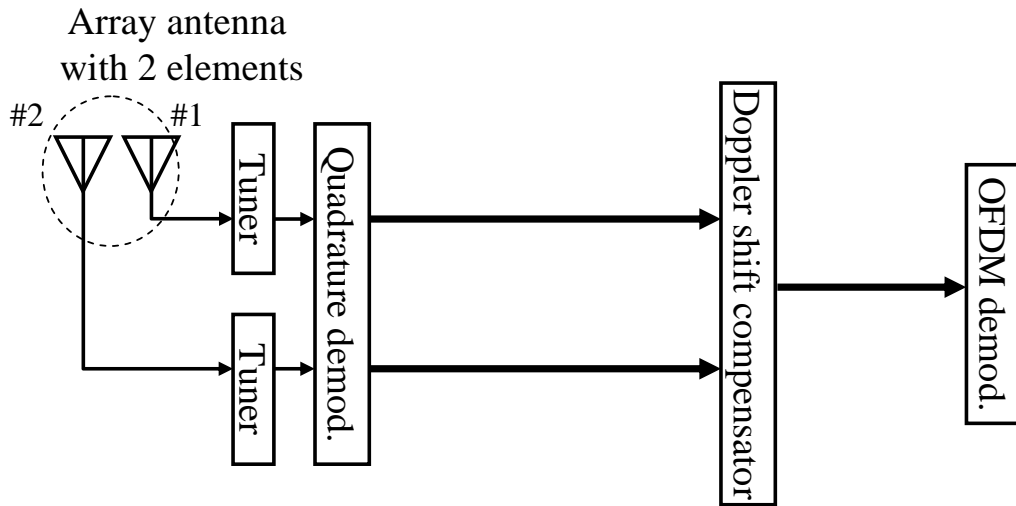 Array antenna
with 2 elements
#2
#1
Tuner
Tuner
Quadrature demod.
Doppler shift compensator
OFDM demod.